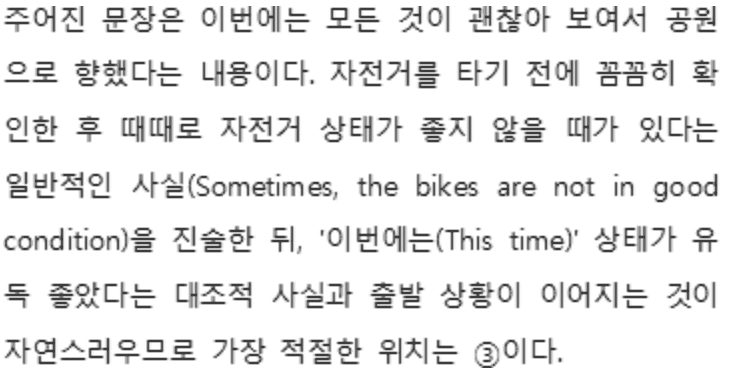 주어진 문장은 이번에는 모든 것이 괜찮아 보여서 공원
으로 향했다는 내용이다. 자전거를 타기 전에 꼼꼼히 확
인한 후 때때로 자전거 상태가 좋지 않을 때가 있다는
일반적인 사실(Sometimes, the bikes are not in good
condition)을 진술한 뒤, '이번에는(This time)' 상태가 유
독 좋았다는 대조적 사실과 출발 상황이 이어지는 것이
자연스러우므로 가장 적절한 위치는 ③이다.